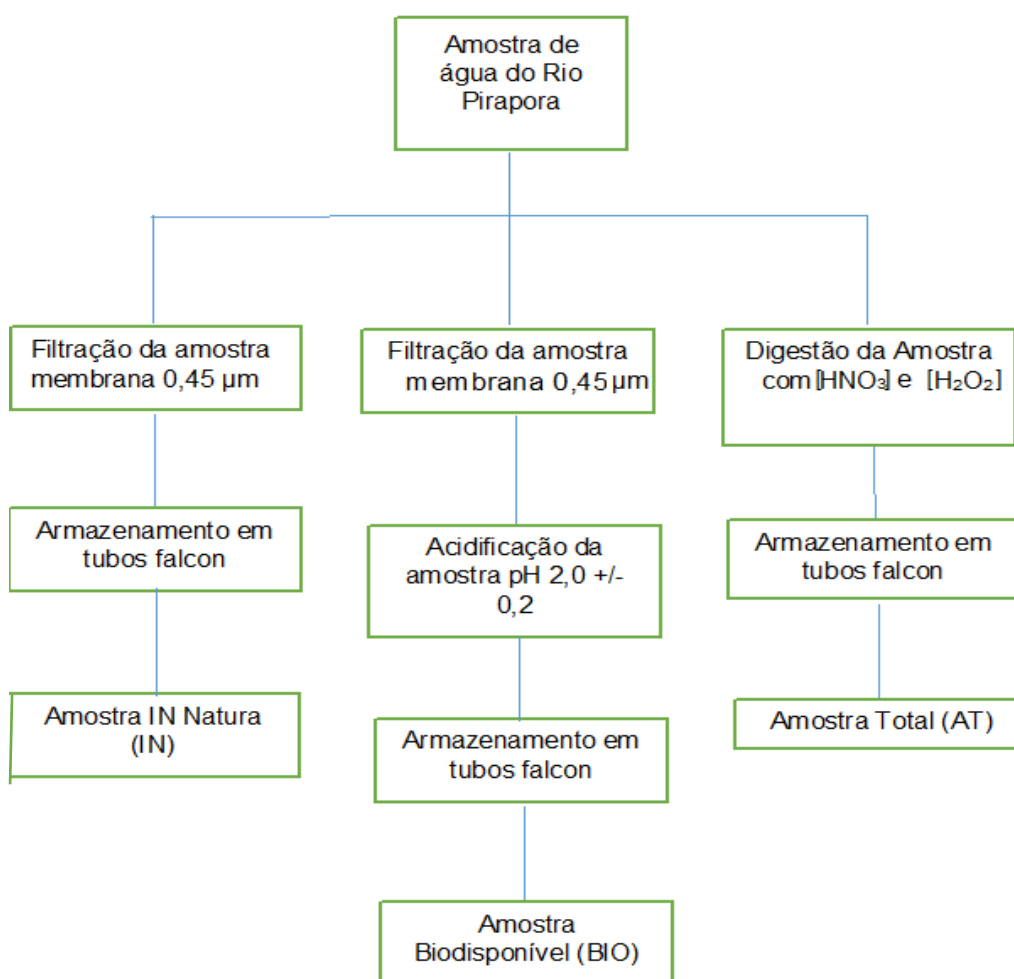 Amostra de
água do Rio
Pirapora
Filtração da amostra
membrana 0,45 µm
Filtração da amostra
membrana 0,45 µm
Digestão da Amostra
com [HNO₃] e [H₂O₂]
Armazenamento em
tubos falcon
Acidificação da
amostra pH 2,0 +/-
0,2
Armazenamento em
tubos falcon
Amostra IN Natura
(IN)
Armazenamento em
tubos falcon
Amostra Total (AT)
Amostra
Biodisponível (BIO)